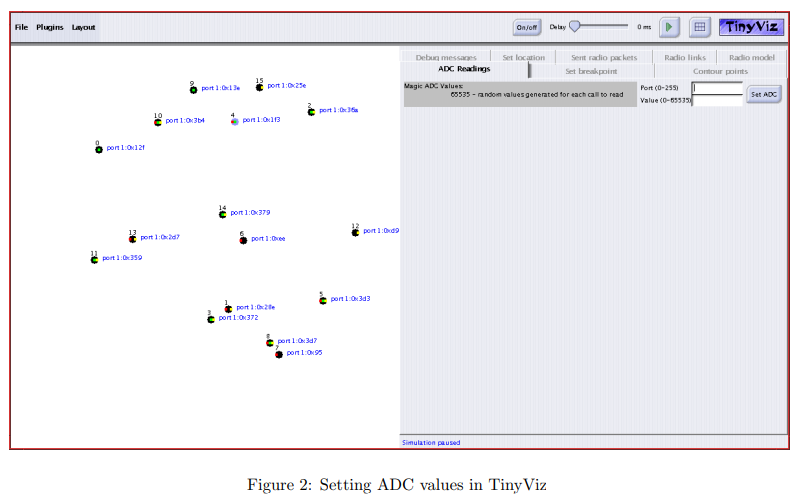 File Plugins Layout On/off Delay 0 ms TinyViz
Debug messages Set location Sent radio packets Radio links Radio model
ADC Readings Set breakpoint Contour points
Magic ADC Values:
65535 - random values generated for each call to read
Port (0-255)
Value (0-65535)
Set ADC
9 port 1:0x13e
15 port 1:0x25e
2 port 1:0x36a
10 port 1:0x3b4
4 port 1:0x1f3
0 port 1:0x12f
14 port 1:0x379
12 port 1:0xd9
13 port 1:0x2d7
6 port 1:0xee
11 port 1:0x359
5 port 1:0x3d3
1 port 1:0x28e
3 port 1:0x372
8 port 1:0x3d7
7 port 1:0x95
Simulation paused
Figure 2: Setting ADC values in TinyViz